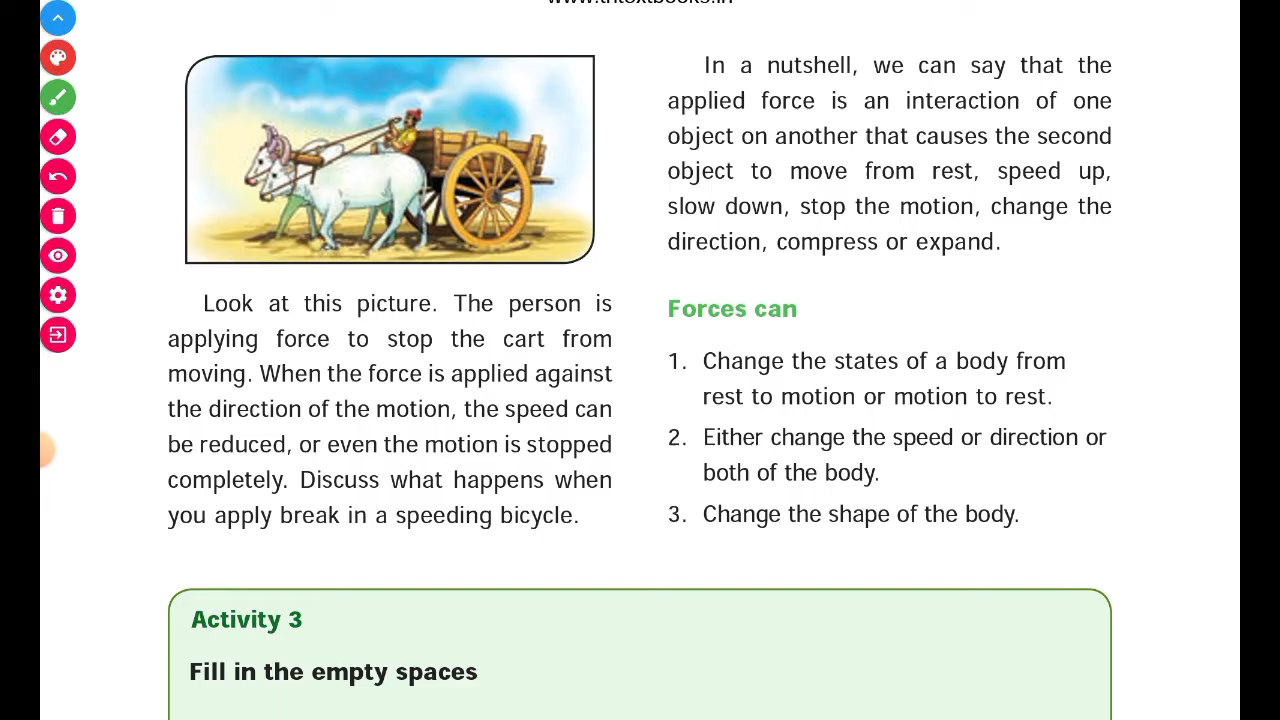 www.tntextbooks.in
Look at this picture. The person is
applying force to stop the cart from
moving. When the force is applied against
the direction of the motion, the speed can
be reduced, or even the motion is stopped
completely. Discuss what happens when
you apply break in a speeding bicycle.
In a nutshell, we can say that the
applied force is an interaction of one
object on another that causes the second
object to move from rest, speed up,
slow down, stop the motion, change the
direction, compress or expand.
Forces can
1. Change the states of a body from
rest to motion or motion to rest.
2. Either change the speed or direction or
both of the body.
3. Change the shape of the body.
Activity 3
Fill in the empty spaces